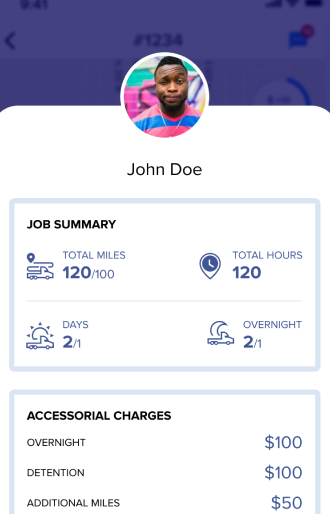 9:41
#1234
John Doe
JOB SUMMARY
TOTAL MILES
120/100
TOTAL HOURS
120
DAYS
2/1
OVERNIGHT
2/1
ACCESSORIAL CHARGES
OVERNIGHT $100
DETENTION $100
ADDITIONAL MILES $50